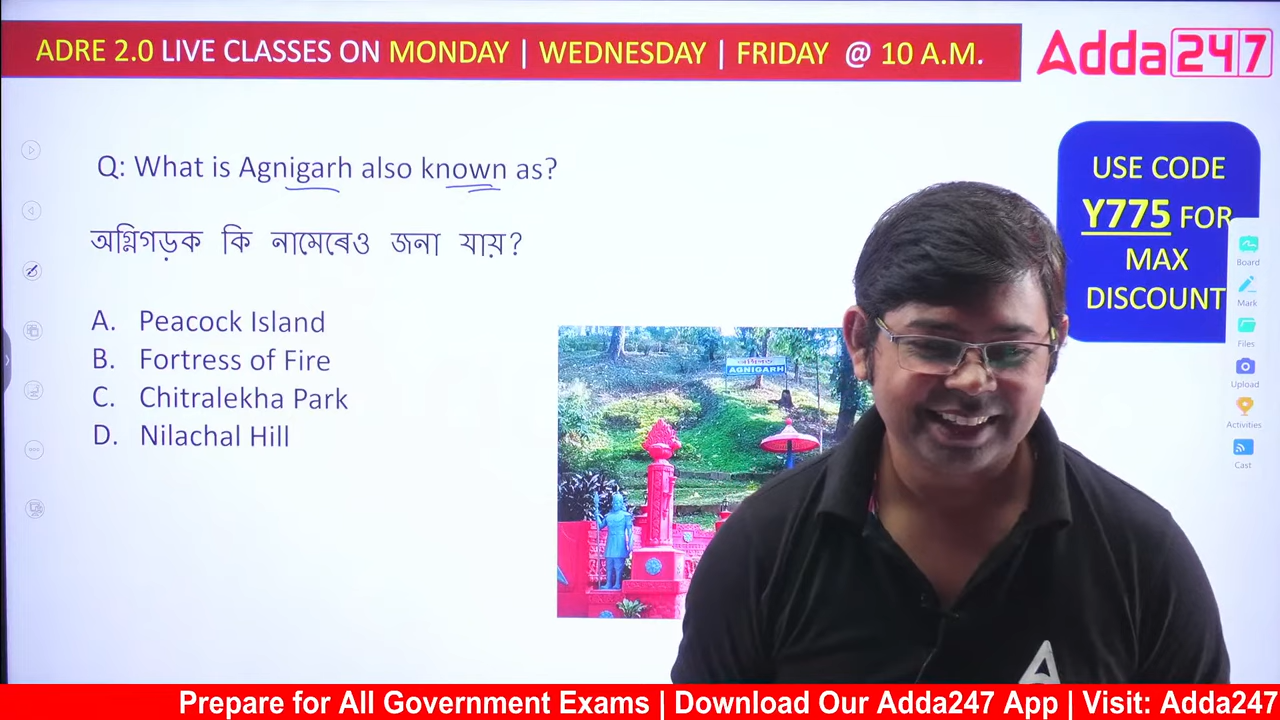 ADRE 2.0 LIVE CLASSES ON MONDAY | WEDNESDAY | FRIDAY @ 10 A.M.
Adda247
Q: What is Agnigarh also known as?
অগ্নিগড়ক কি নামেৰেও জনা যায়?
A. Peacock Island
B. Fortress of Fire
C. Chitralekha Park
D. Nilachal Hill
অগ্নিগড়
AGNIGARH
USE CODE
Y775 FOR
MAX
DISCOUNT
Board
Mark
Files
Upload
Activities
Cast
Prepare for All Government Exams | Download Our Adda247 App | Visit: Adda247